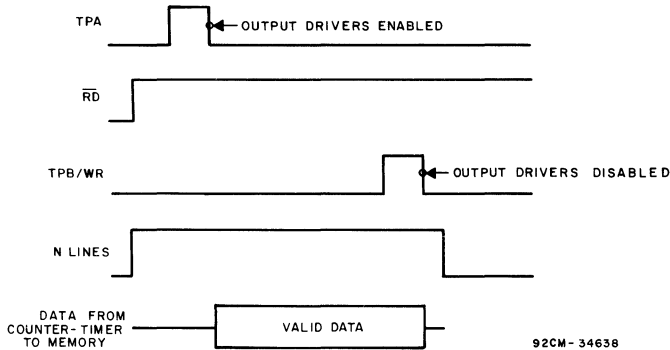 TPA
OUTPUT DRIVERS ENABLED
RD
TPB/WR
OUTPUT DRIVERS DISABLED
N LINES
DATA FROM
COUNTER-TIMER
TO MEMORY
VALID DATA
92CM-34638